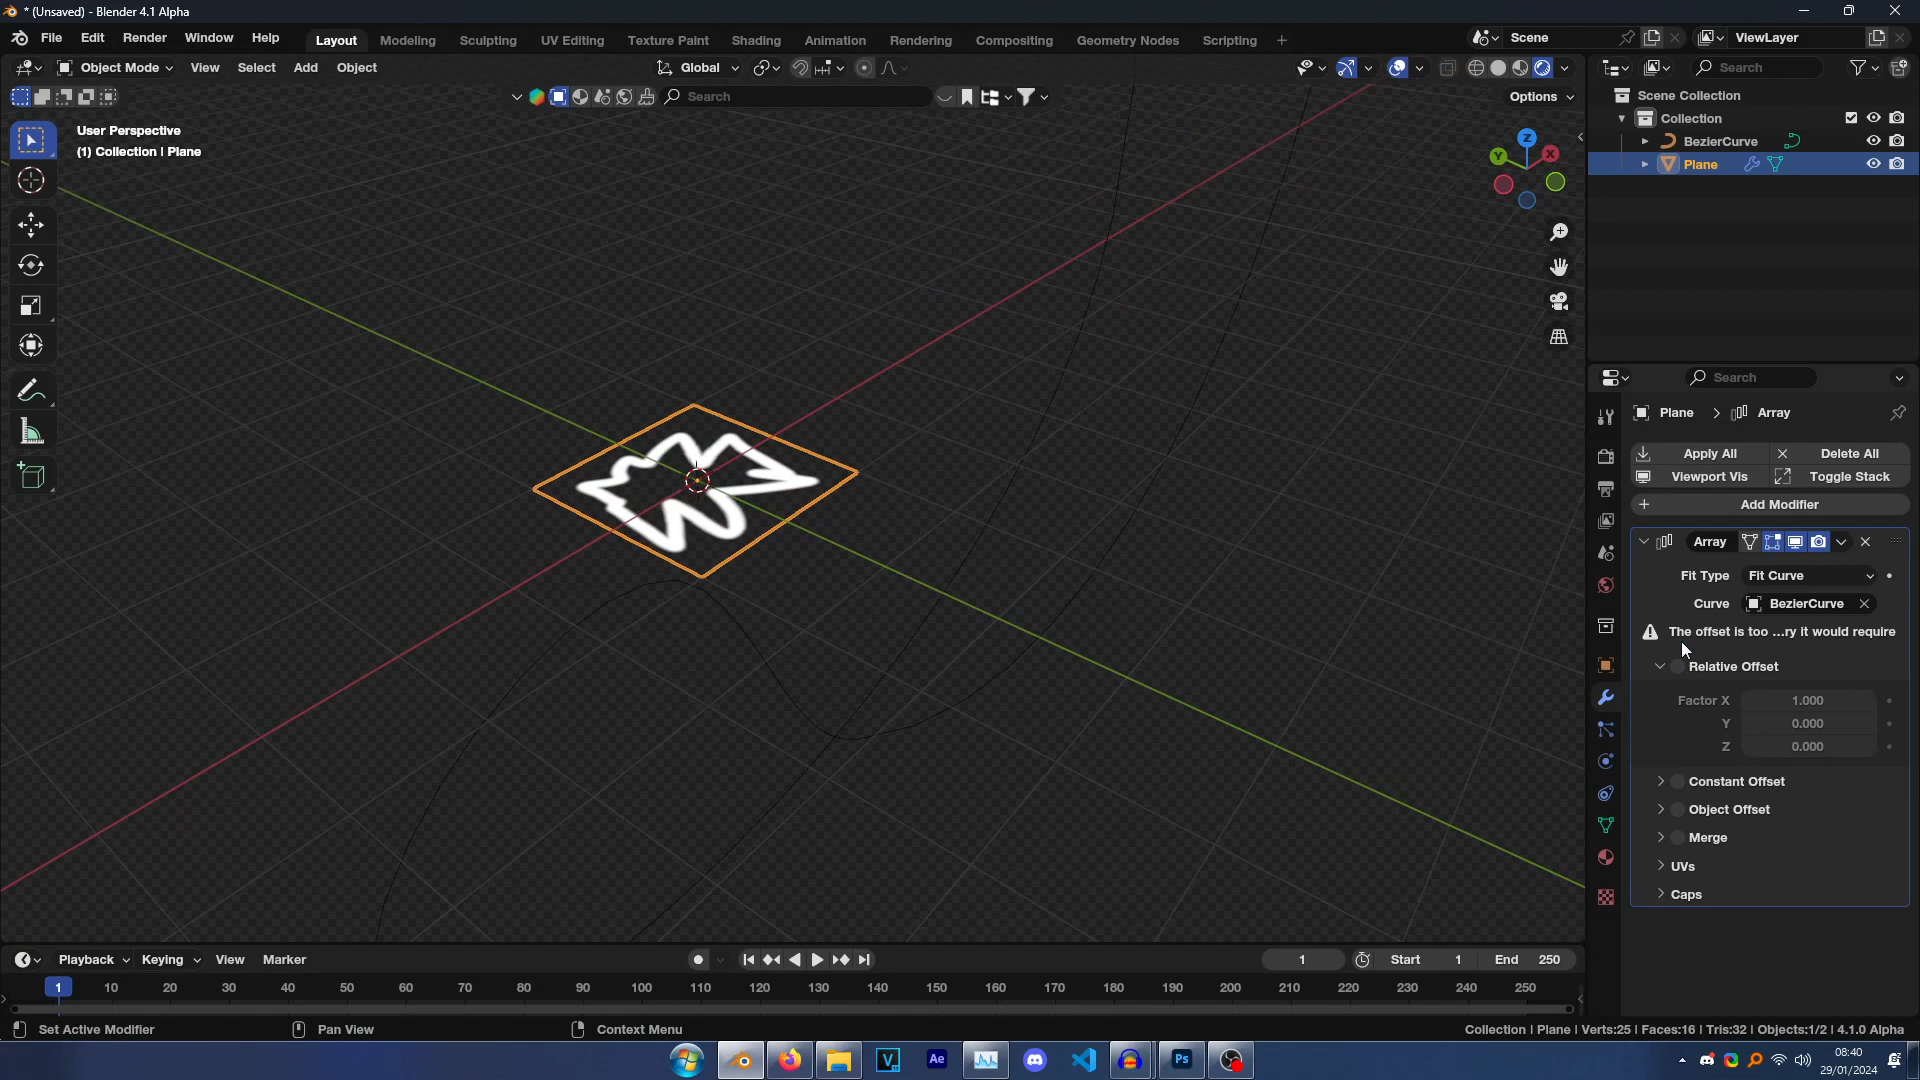 * (Unsaved) - Blender 4.1 Alpha
File Edit Render Window Help
Layout Modeling Sculpting UV Editing Texture Paint Shading Animation Rendering Compositing Geometry Nodes Scripting +
Scene
ViewLayer
Object Mode View Select Add Object
Global
Search
Search
Options
User Perspective
(1) Collection | Plane
Z
Y
X
Scene Collection
Collection
BezierCurve
Plane
Search
Plane > Array
Apply All
Delete All
Viewport Vis
Toggle Stack
Add Modifier
Array
Fit Type Fit Curve
Curve BezierCurve
The offset is too ...ry it would require
Relative Offset
Factor X 1.000
Y 0.000
Z 0.000
Constant Offset
Object Offset
Merge
UVs
Caps
Playback Keying View Marker
1
Start 1
End 250
1 10 20 30 40 50 60 70 80 90 100 110 120 130 140 150 160 170 180 190 200 210 220 230 240 250
Set Active Modifier
Pan View
Context Menu
Collection | Plane | Verts:25 | Faces:16 | Tris:32 | Objects:1/2 | 4.1.0 Alpha
V
Ae
Ps
08:40
29/01/2024